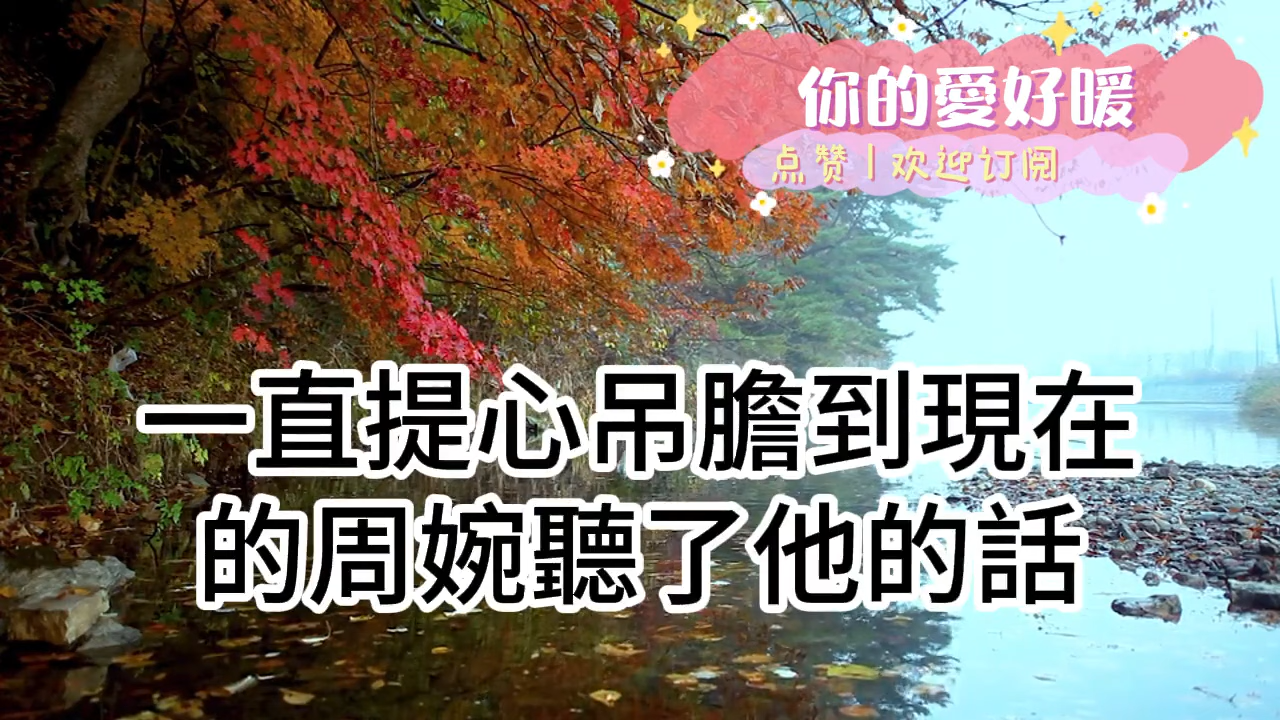 你的愛好暖
点赞 | 欢迎订阅
一直提心吊膽到現在
的周婉聽了他的話